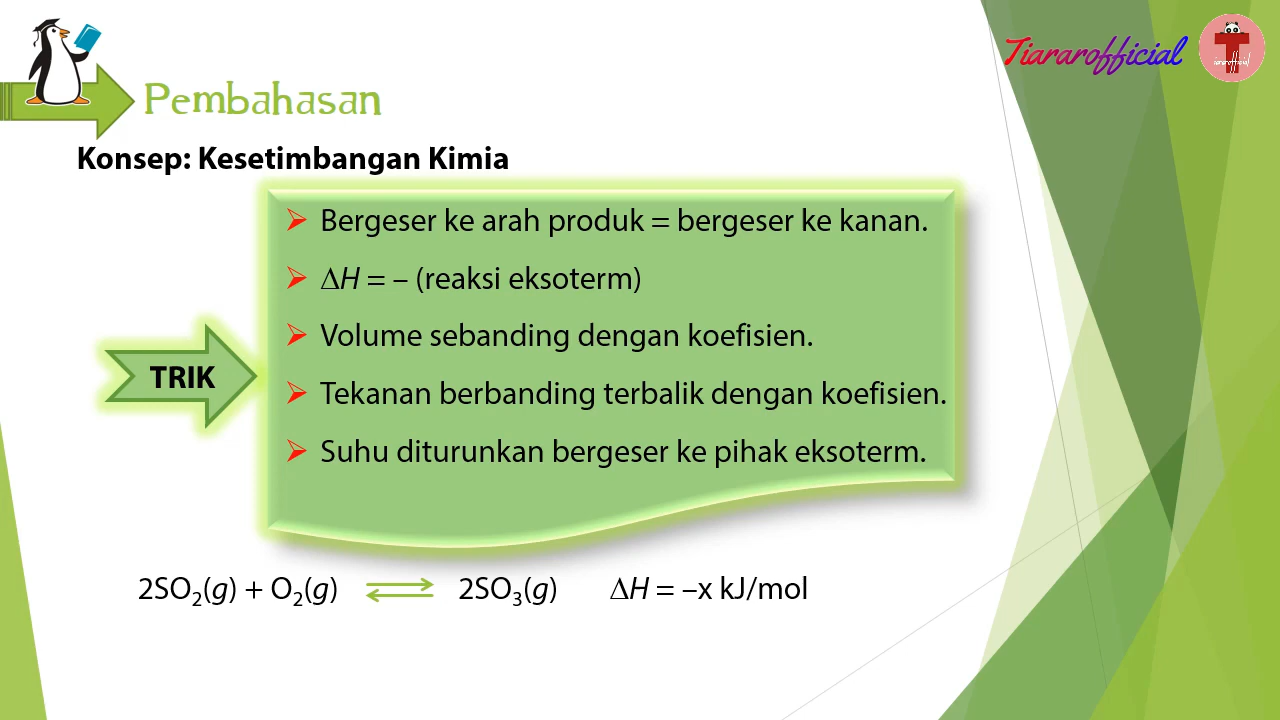 Tiararofficial
T
tiararofficial
Pembahasan
Konsep: Kesetimbangan Kimia
➢ Bergeser ke arah produk = bergeser ke kanan.
➢ ΔH = – (reaksi eksoterm)
➢ Volume sebanding dengan koefisien.
TRIK
➢ Tekanan berbanding terbalik dengan koefisien.
➢ Suhu diturunkan bergeser ke pihak eksoterm.
2SO₂(g) + O₂(g) ⇌ 2SO₃(g) ΔH = –x kJ/mol